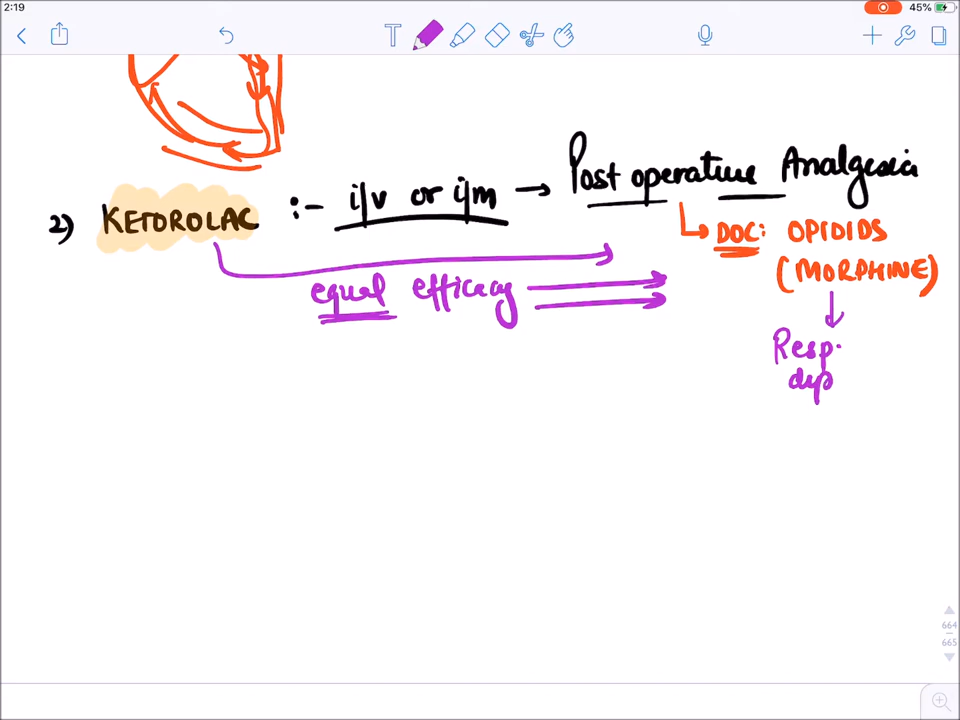 2:19
45%
T
2) KETOROLAC :- i/v or i/m → Post operative Analgesia
DOC: OPIOIDS
(MORPHINE)
equal efficacy
Resp.
dep
664
665